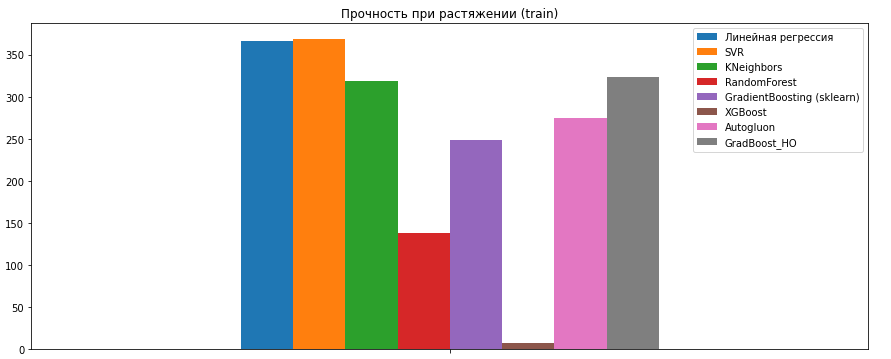 Прочность при растяжении (train)
350
300
250
200
150
100
50
0
Линейная регрессия
SVR
KNeighbors
RandomForest
GradientBoosting (sklearn)
XGBoost
Autogluon
GradBoost_HO